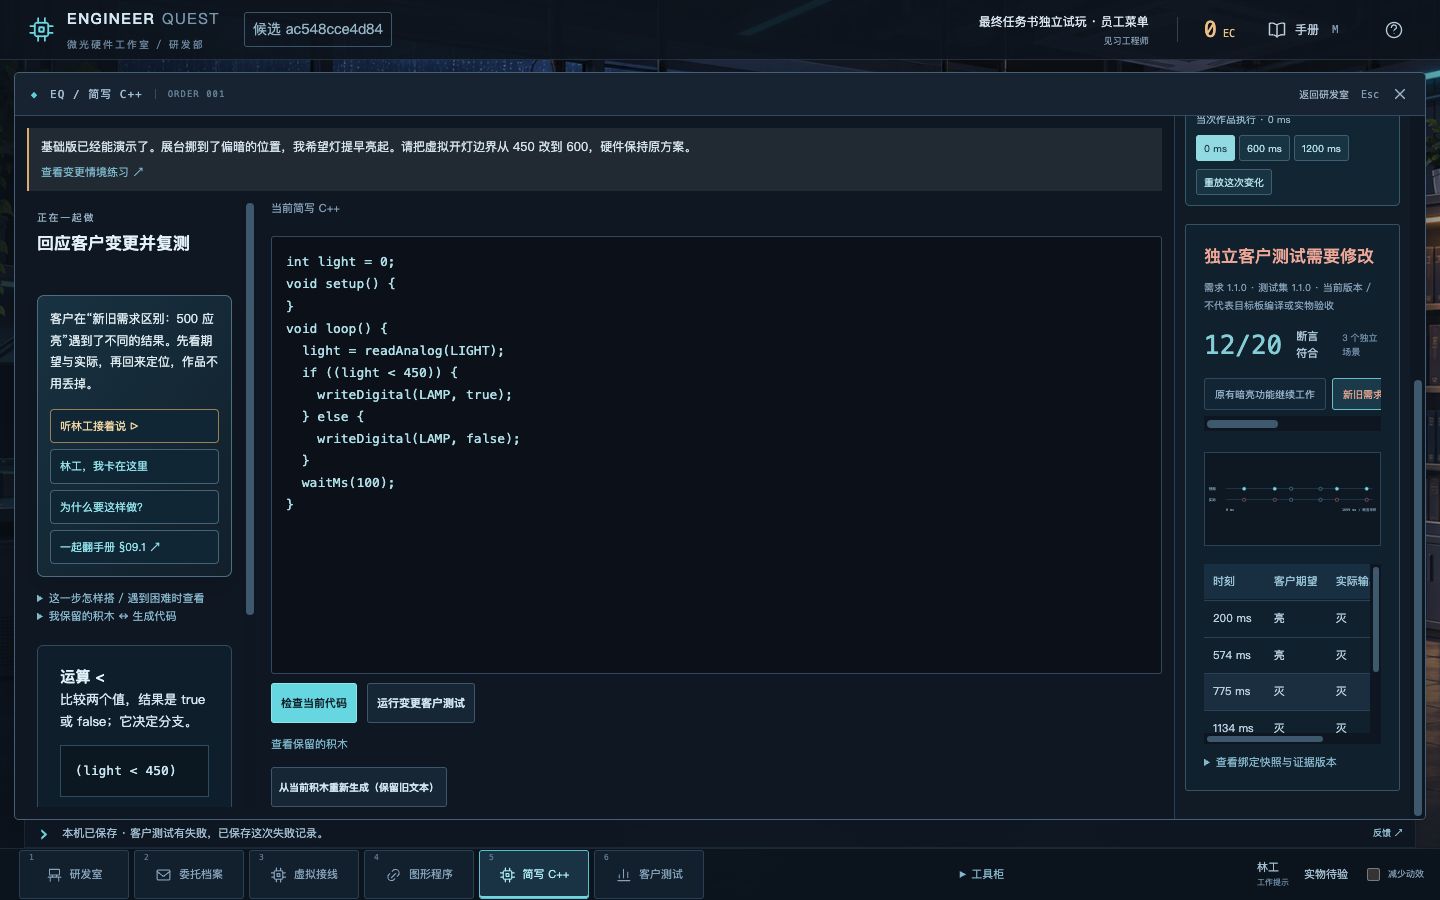 ENGINEER QUEST
微光硬件工作室 / 研发部
候选 ac548cce4d84
最终任务书独立试玩 · 员工菜单
见习工程师
0 EC
手册 M
EQ / 简写 C++
ORDER 001
返回研发室 Esc
基础版已经能演示了。展台挪到了偏暗的位置，我希望灯提早亮起。请把虚拟开灯边界从 450 改到 600，硬件保持原方案。
查看变更情境练习 ↗
正在一起做
回应客户变更并复测
客户在“新旧需求区别：500 应
亮”遇到了不同的结果。先看期
望与实际，再回来定位，作品不
用丢掉。
听林工接着说
林工，我卡在这里
为什么要这样做？
一起翻手册 §09.1 ↗
这一步怎样搭 / 遇到困难时查看
我保留的积木 ↔ 生成代码
运算 <
比较两个值，结果是 true
或 false；它决定分支。
(light < 450)
当前简写 C++
int light = 0;
void setup() {
}
void loop() {
light = readAnalog(LIGHT);
if ((light < 450)) {
writeDigital(LAMP, true);
} else {
writeDigital(LAMP, false);
}
waitMs(100);
}
检查当前代码
运行变更客户测试
查看保留的积木
从当前积木重新生成（保留旧文本）
当次作品执行 · 0 ms
0 ms
600 ms
1200 ms
重放这次变化
独立客户测试需要修改
需求 1.1.0 · 测试集 1.1.0 · 当前版本 /
不代表目标板编译或实物验收
12/20
断言
符合
3 个独立
场景
原有暗亮功能继续工作
新旧需求
时刻 客户期望 实际输
200 ms 亮 灭
574 ms 亮 灭
775 ms 灭 灭
1134 ms 灭 灭
查看绑定快照与证据版本
本机已保存 · 客户测试有失败，已保存这次失败记录。
反馈 ↗
1 研发室
2 委托档案
3 虚拟接线
4 图形程序
5 简写 C++
6 客户测试
工具柜
林工
工作提示
实物待验
减少动效